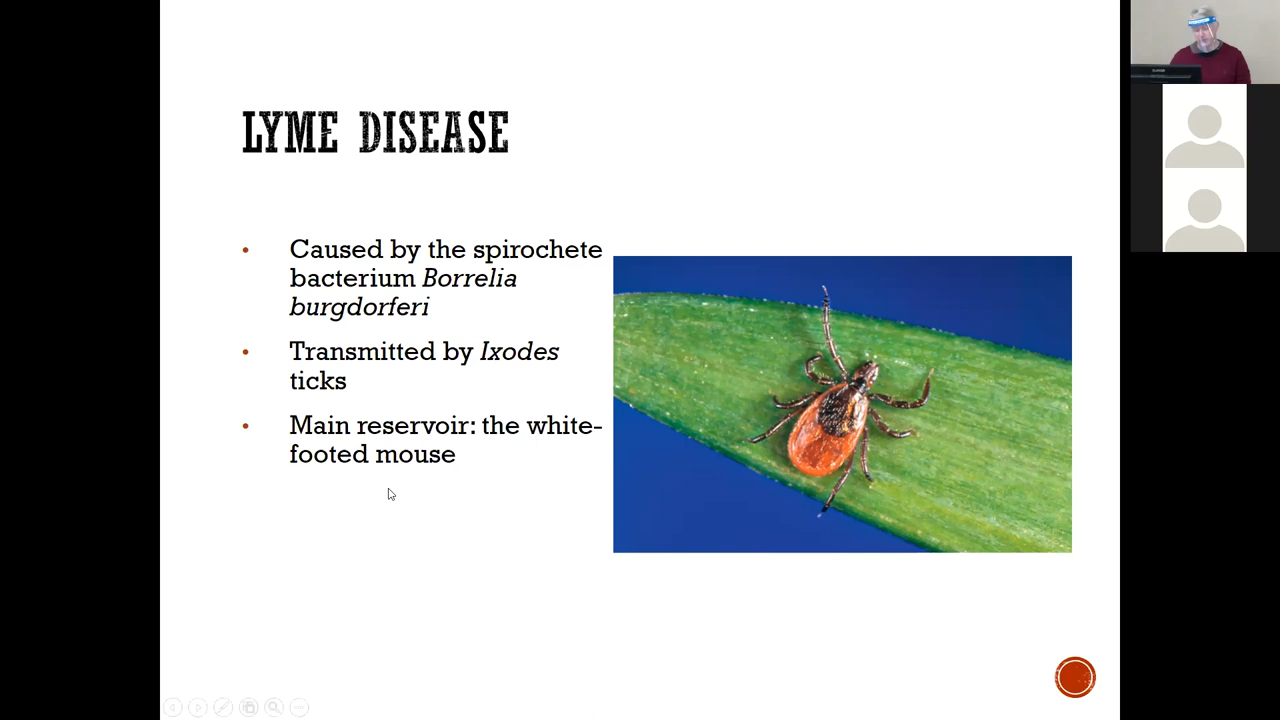 LYME DISEASE
• Caused by the spirochete
bacterium Borrelia
burgdorferi
• Transmitted by Ixodes
ticks
• Main reservoir: the white-
footed mouse